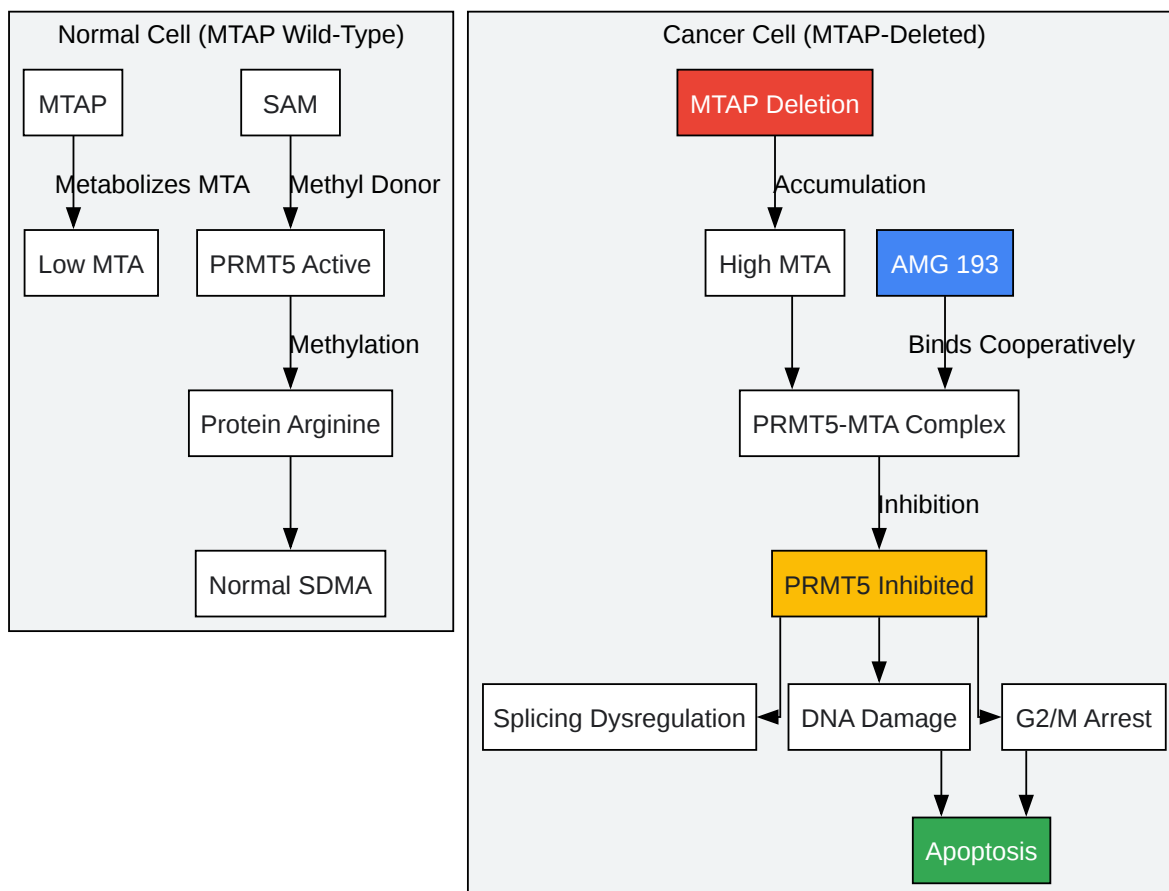 Normal Cell (MTAP Wild-Type)
MTAP
SAM
Metabolizes MTA
Methyl Donor
Low MTA
PRMT5 Active
Methylation
Protein Arginine
Normal SDMA
Cancer Cell (MTAP-Deleted)
MTAP Deletion
Accumulation
High MTA
AMG 193
Binds Cooperatively
PRMT5-MTA Complex
Inhibition
PRMT5 Inhibited
Splicing Dysregulation
DNA Damage
G2/M Arrest
Apoptosis